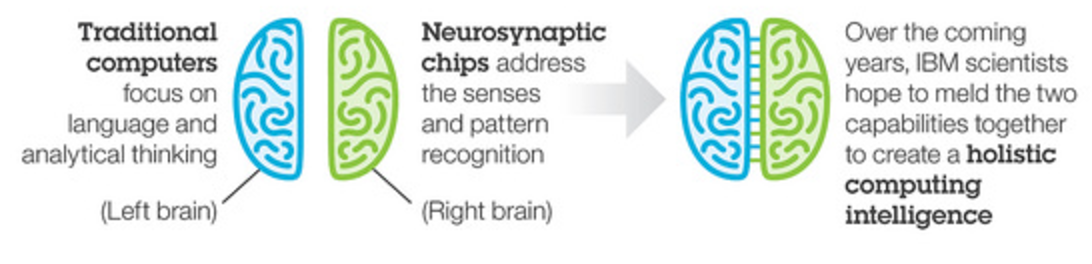 Traditional
computers
focus on
language and
analytical thinking
(Left brain)
Neurosynaptic
chips address
the senses
and pattern
recognition
(Right brain)
Over the coming
years, IBM scientists
hope to meld the two
capabilities together
to create a holistic
computing
intelligence